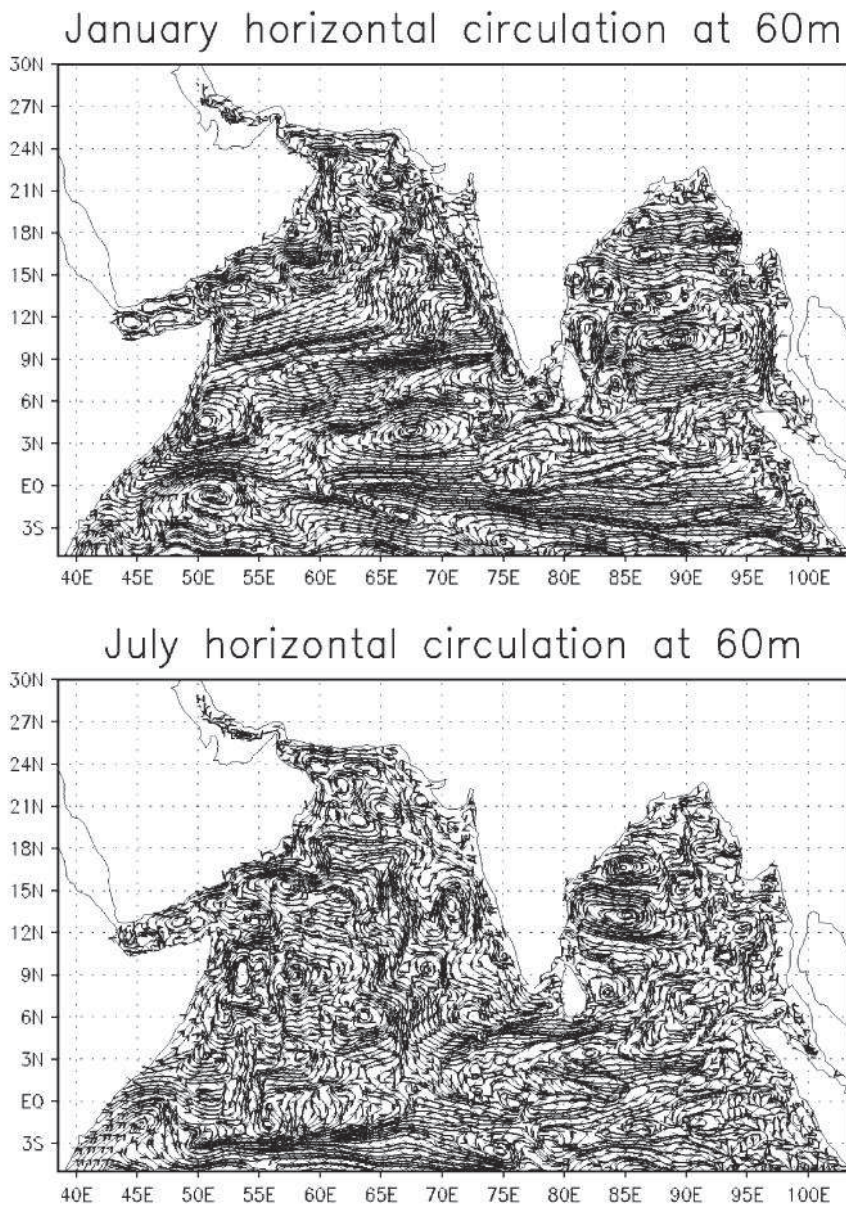 January horizontal circulation at 60m
30N
27N
24N
21N
18N
15N
12N
9N
6N
3N
EQ
3S
40E 45E 50E 55E 60E 65E 70E 75E 80E 85E 90E 95E 100E
July horizontal circulation at 60m
30N
27N
24N
21N
18N
15N
12N
9N
6N
3N
EQ
3S
40E 45E 50E 55E 60E 65E 70E 75E 80E 85E 90E 95E 100E